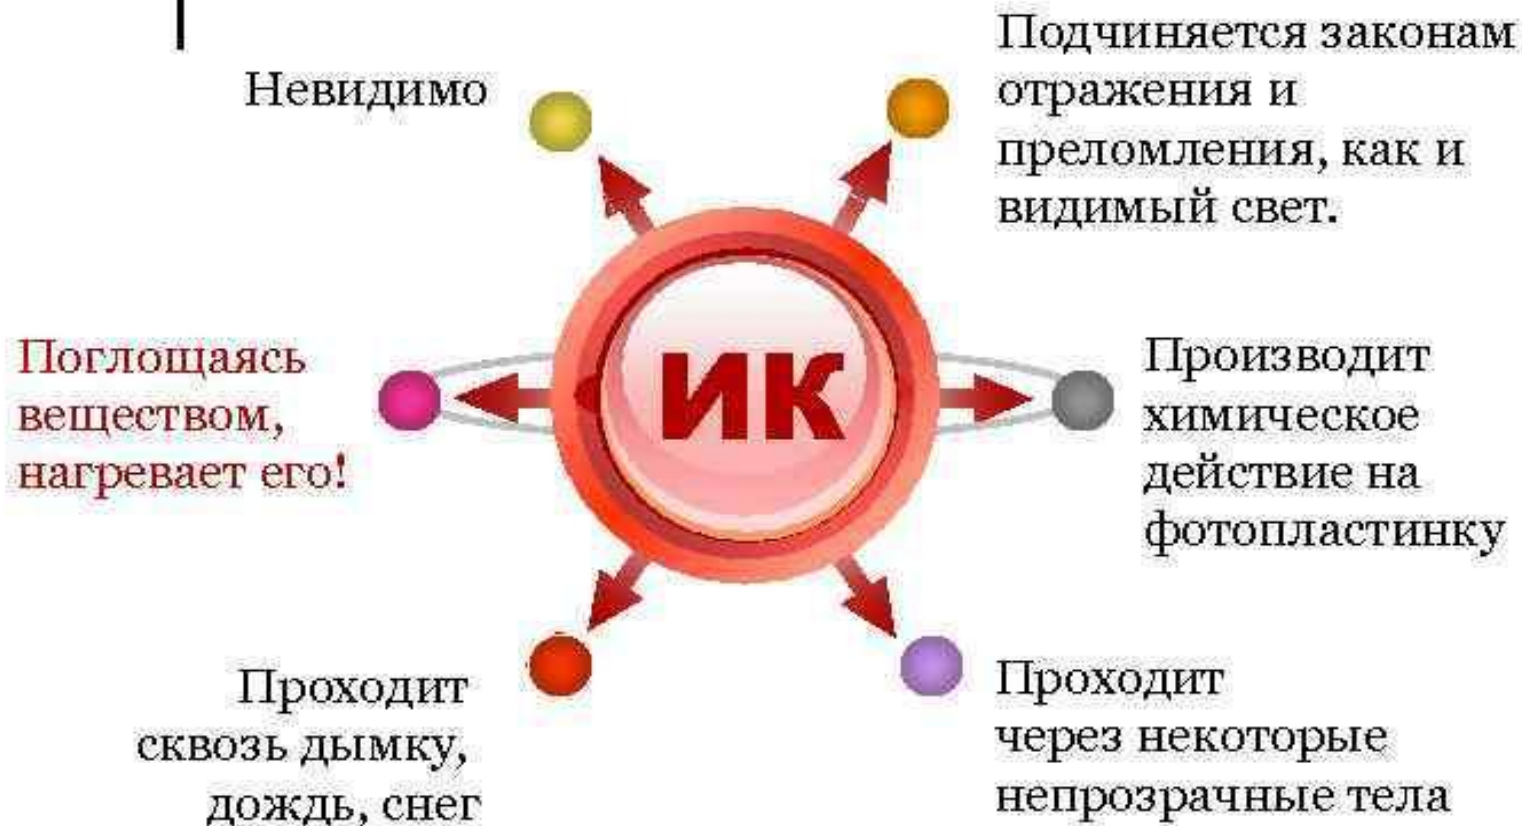 Невидимо
Подчиняется законам
отражения и
преломления, как и
видимый свет.
Поглощаясь
веществом,
нагревает его!
ИК
Производит
химическое
действие на
фотопластинку
Проходит
сквозь дымку,
дождь, снег
Проходит
через некоторые
непрозрачные тела